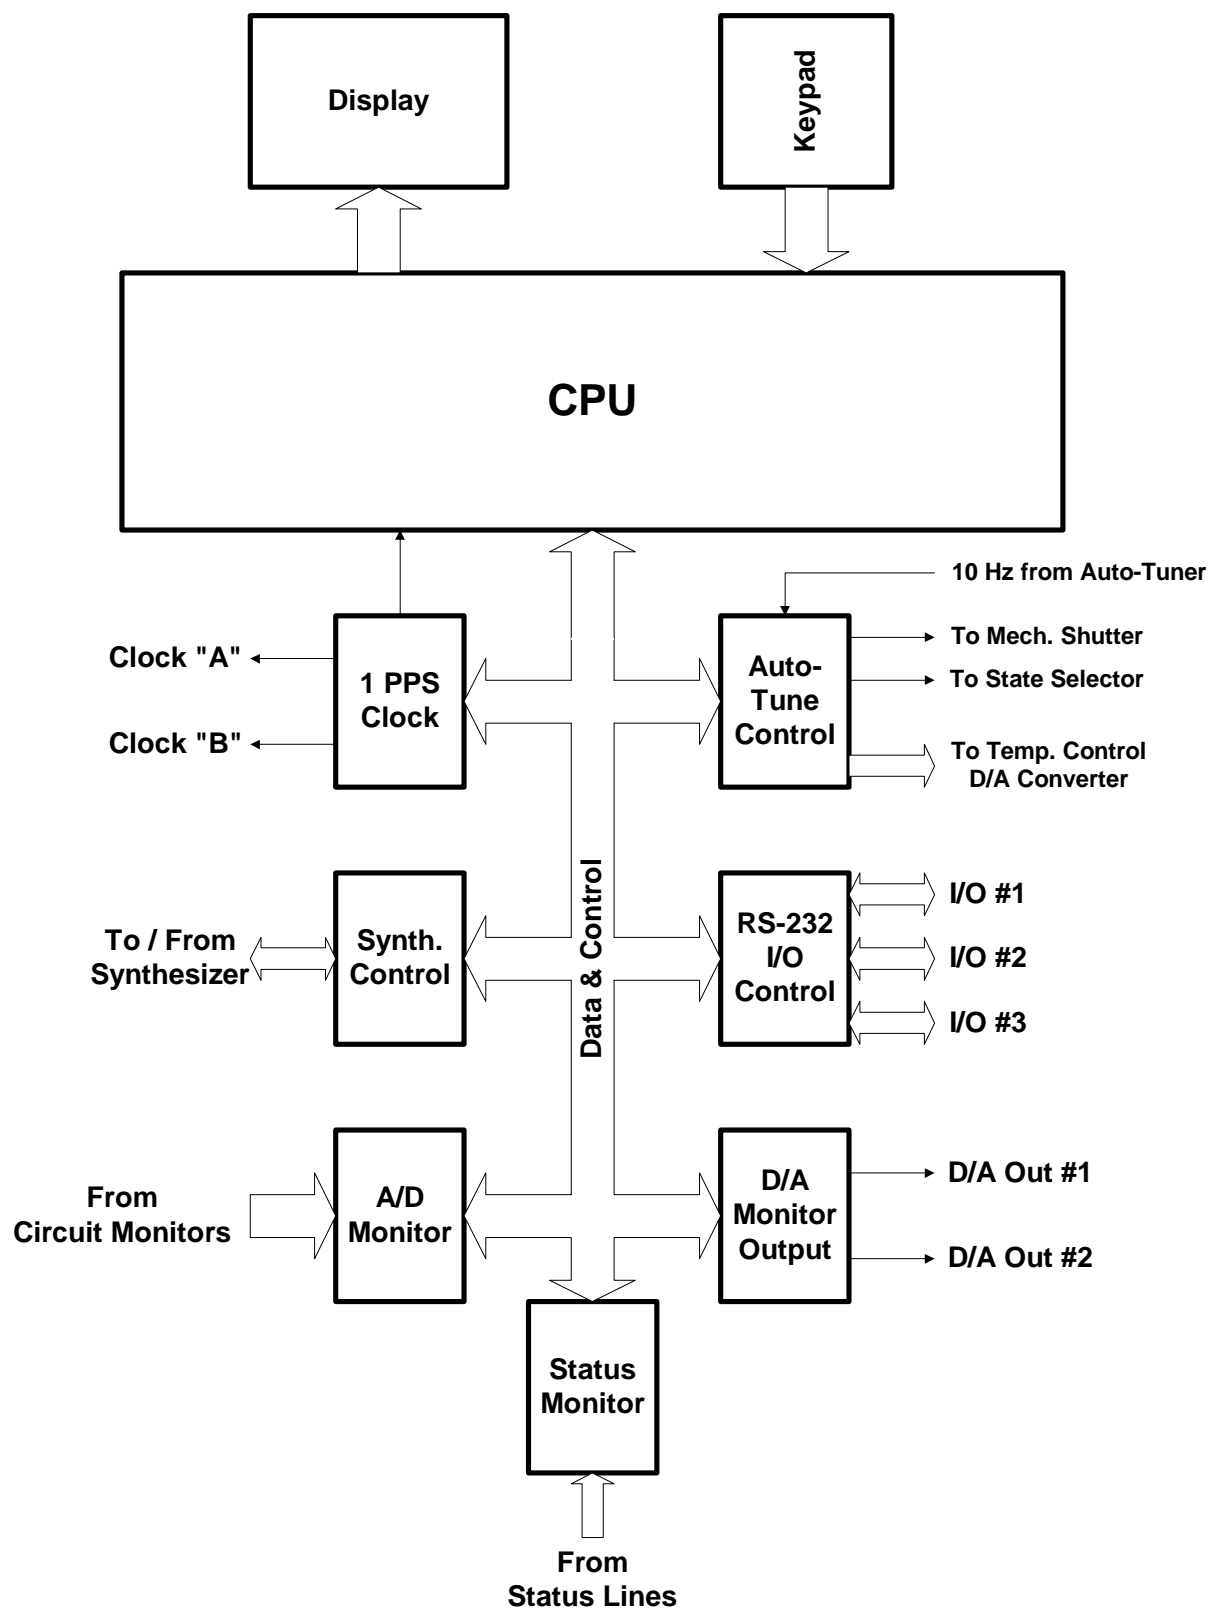 Display
Keypad
CPU
10 Hz from Auto-Tuner
Clock "A"
Clock "B"
1 PPS
Clock
Auto-
Tune
Control
To Mech. Shutter
To State Selector
To Temp. Control
D/A Converter
Data & Control
To / From
Synthesizer
Synth.
Control
RS-232
I/O
Control
I/O #1
I/O #2
I/O #3
From
Circuit Monitors
A/D
Monitor
D/A
Monitor
Output
D/A Out #1
D/A Out #2
Status
Monitor
From
Status Lines